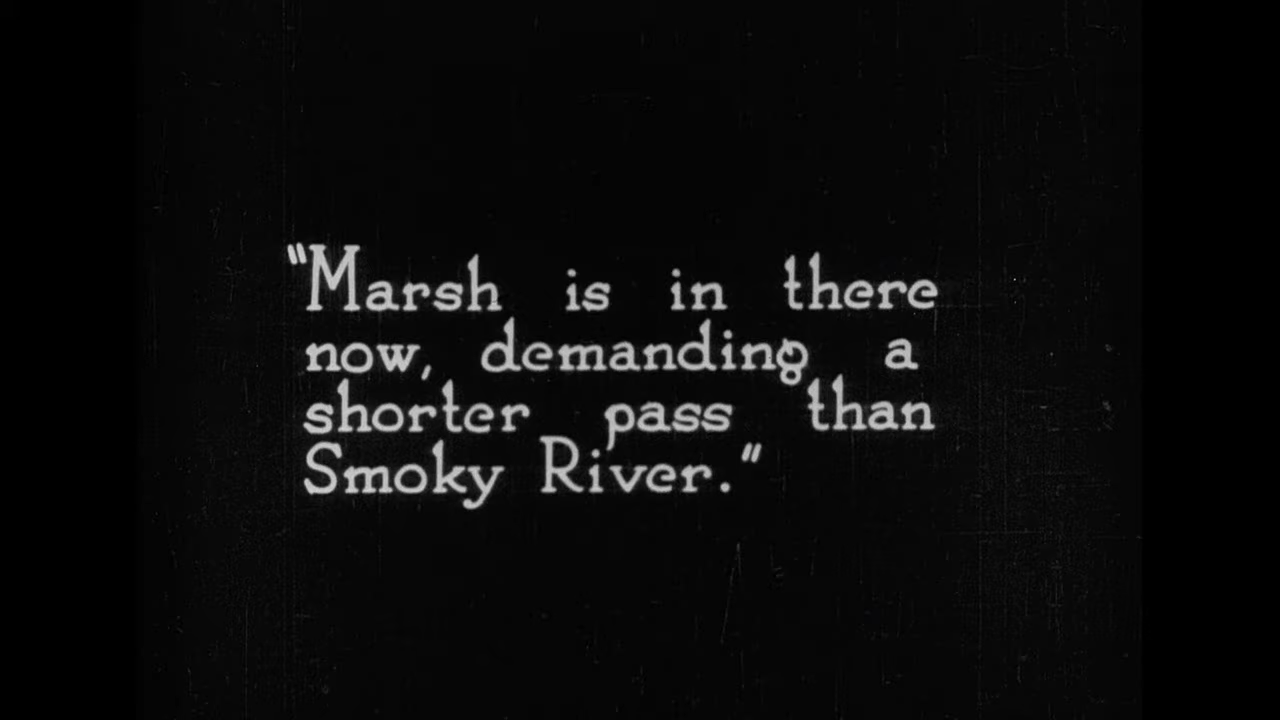 "Marsh is in there
now, demanding a
shorter pass than
Smoky River."